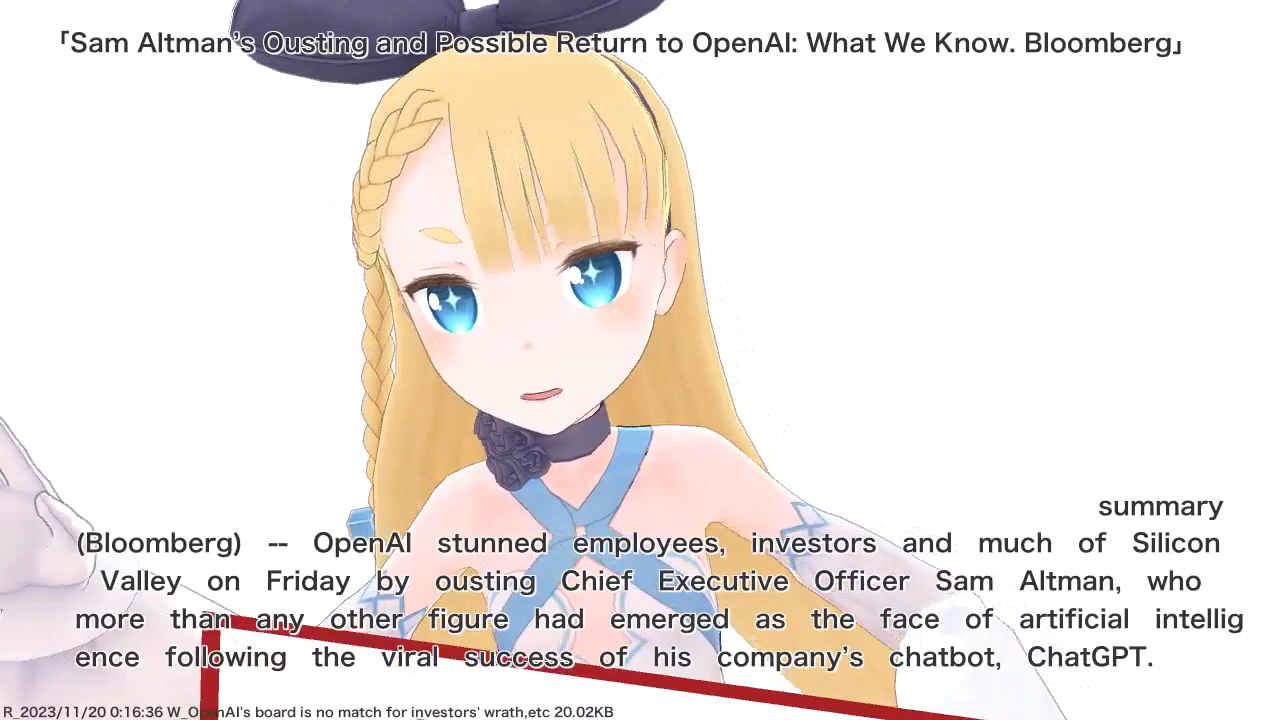 「Sam Altman's Ousting and Possible Return to OpenAI: What We Know. Bloomberg」
summary
(Bloomberg) -- OpenAI stunned employees, investors and much of Silicon
Valley on Friday by ousting Chief Executive Officer Sam Altman, who
more than any other figure had emerged as the face of artificial intellig
ence following the viral success of his company's chatbot, ChatGPT.
R_2023/11/20 0:16:36 W_OpenAI's board is no match for investors' wrath,etc 20.02KB